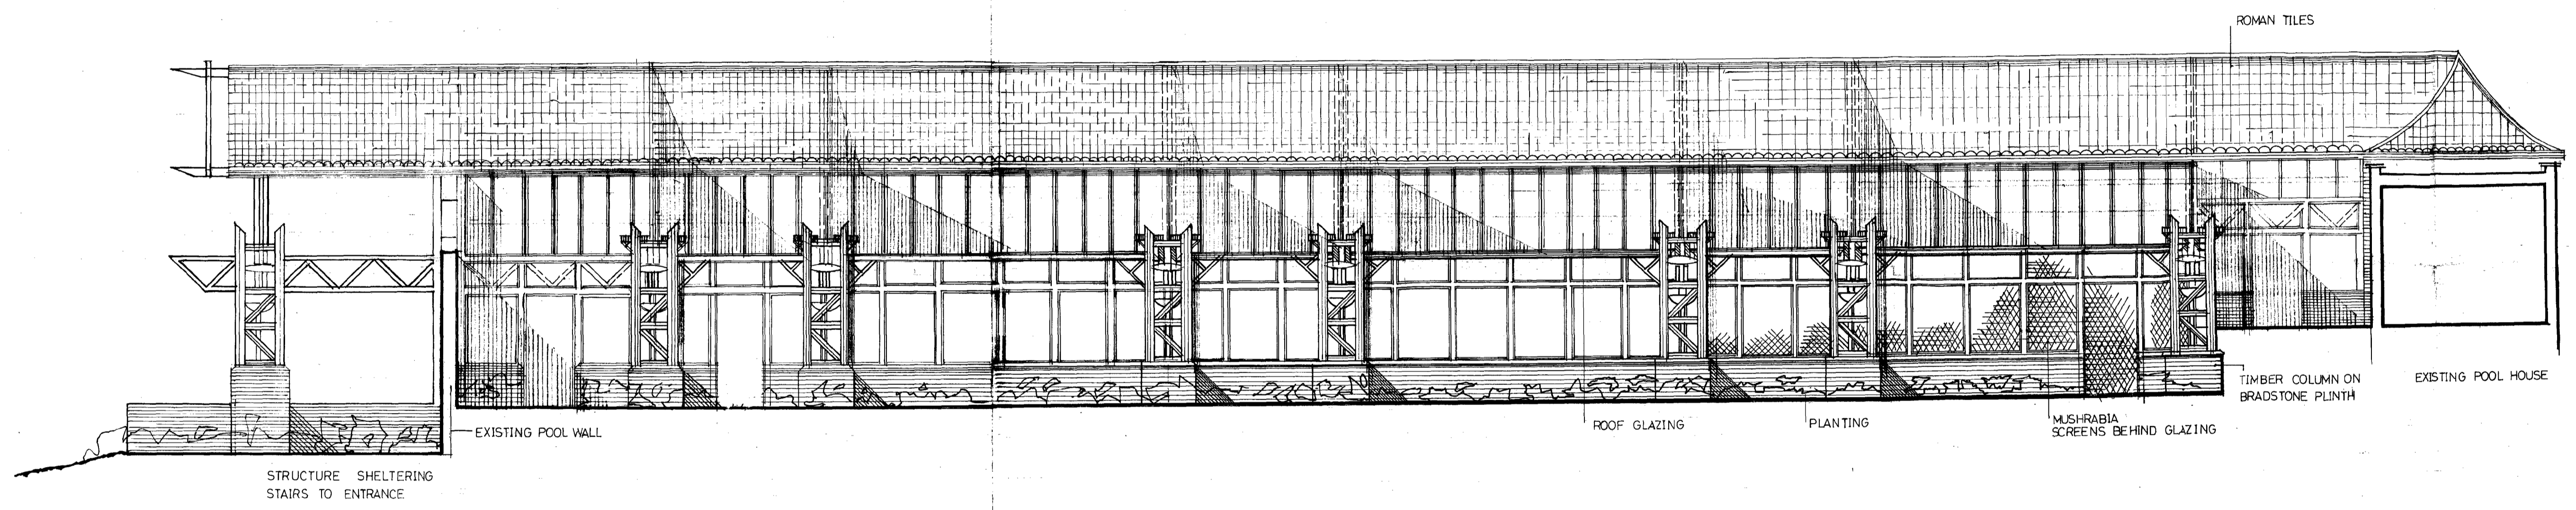 ROMAN TILES
TIMBER COLUMN ON
BRADSTONE PLINTH
EXISTING POOL HOUSE
ROOF GLAZING
PLANTING
MUSHRABIA
SCREENS BEHIND GLAZING
EXISTING POOL WALL
STRUCTURE SHELTERING
STAIRS TO ENTRANCE